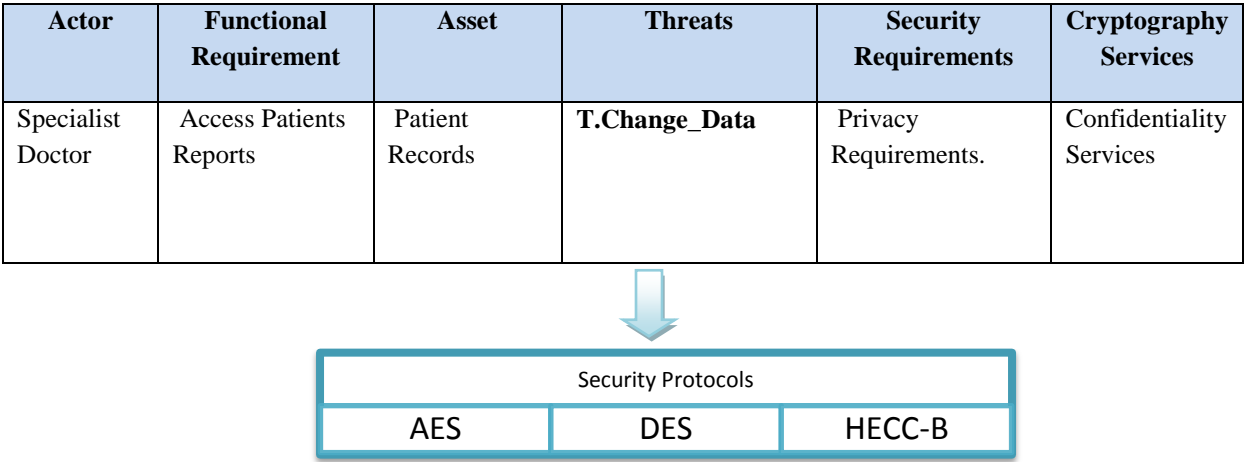 Actor Functional Requirement Asset Threats Security Requirements Cryptography Services
Specialist Doctor Access Patients Reports Patient Records T.Change_Data Privacy Requirements. Confidentiality Services
Security Protocols
AES DES HECC-B